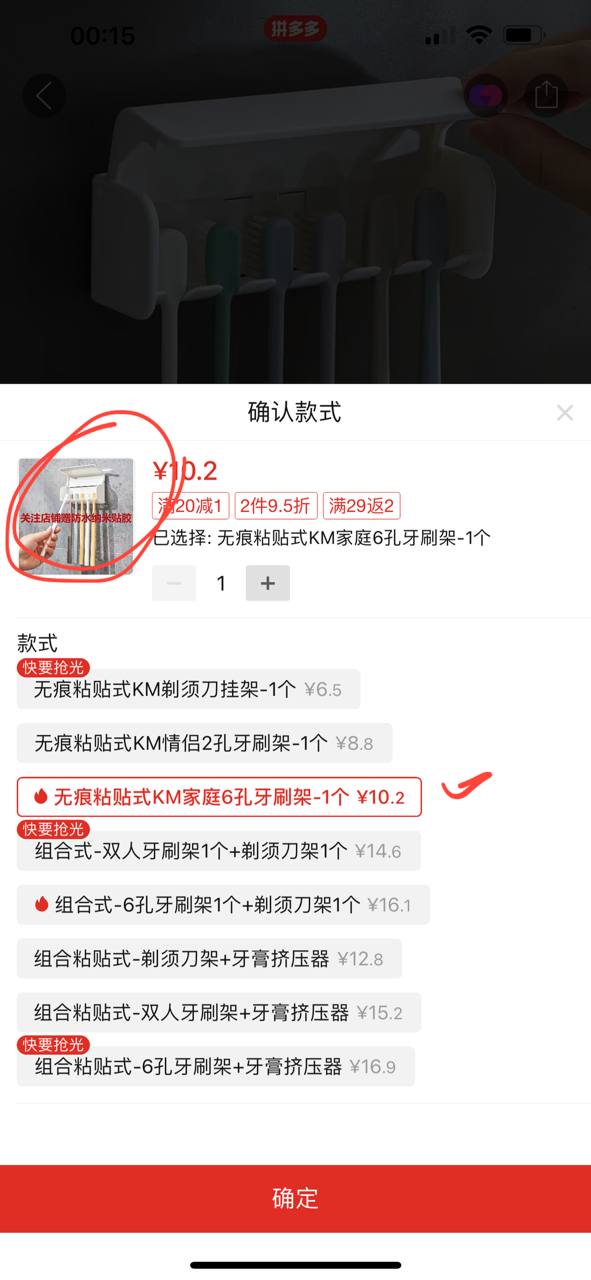 00:15
拼多多
确认款式
关注店铺赠防水纳米贴胶
¥10.2
满20减1 2件9.5折 满29返2
已选择: 无痕粘贴式KM家庭6孔牙刷架-1个
1
款式
快要抢光
无痕粘贴式KM剃须刀挂架-1个 ¥6.5
无痕粘贴式KM情侣2孔牙刷架-1个 ¥8.8
无痕粘贴式KM家庭6孔牙刷架-1个 ¥10.2
快要抢光
组合式-双人牙刷架1个+剃须刀架1个 ¥14.6
组合式-6孔牙刷架1个+剃须刀架1个 ¥16.1
组合粘贴式-剃须刀架+牙膏挤压器 ¥12.8
组合粘贴式-双人牙刷架+牙膏挤压器 ¥15.2
快要抢光
组合粘贴式-6孔牙刷架+牙膏挤压器 ¥16.9
确定